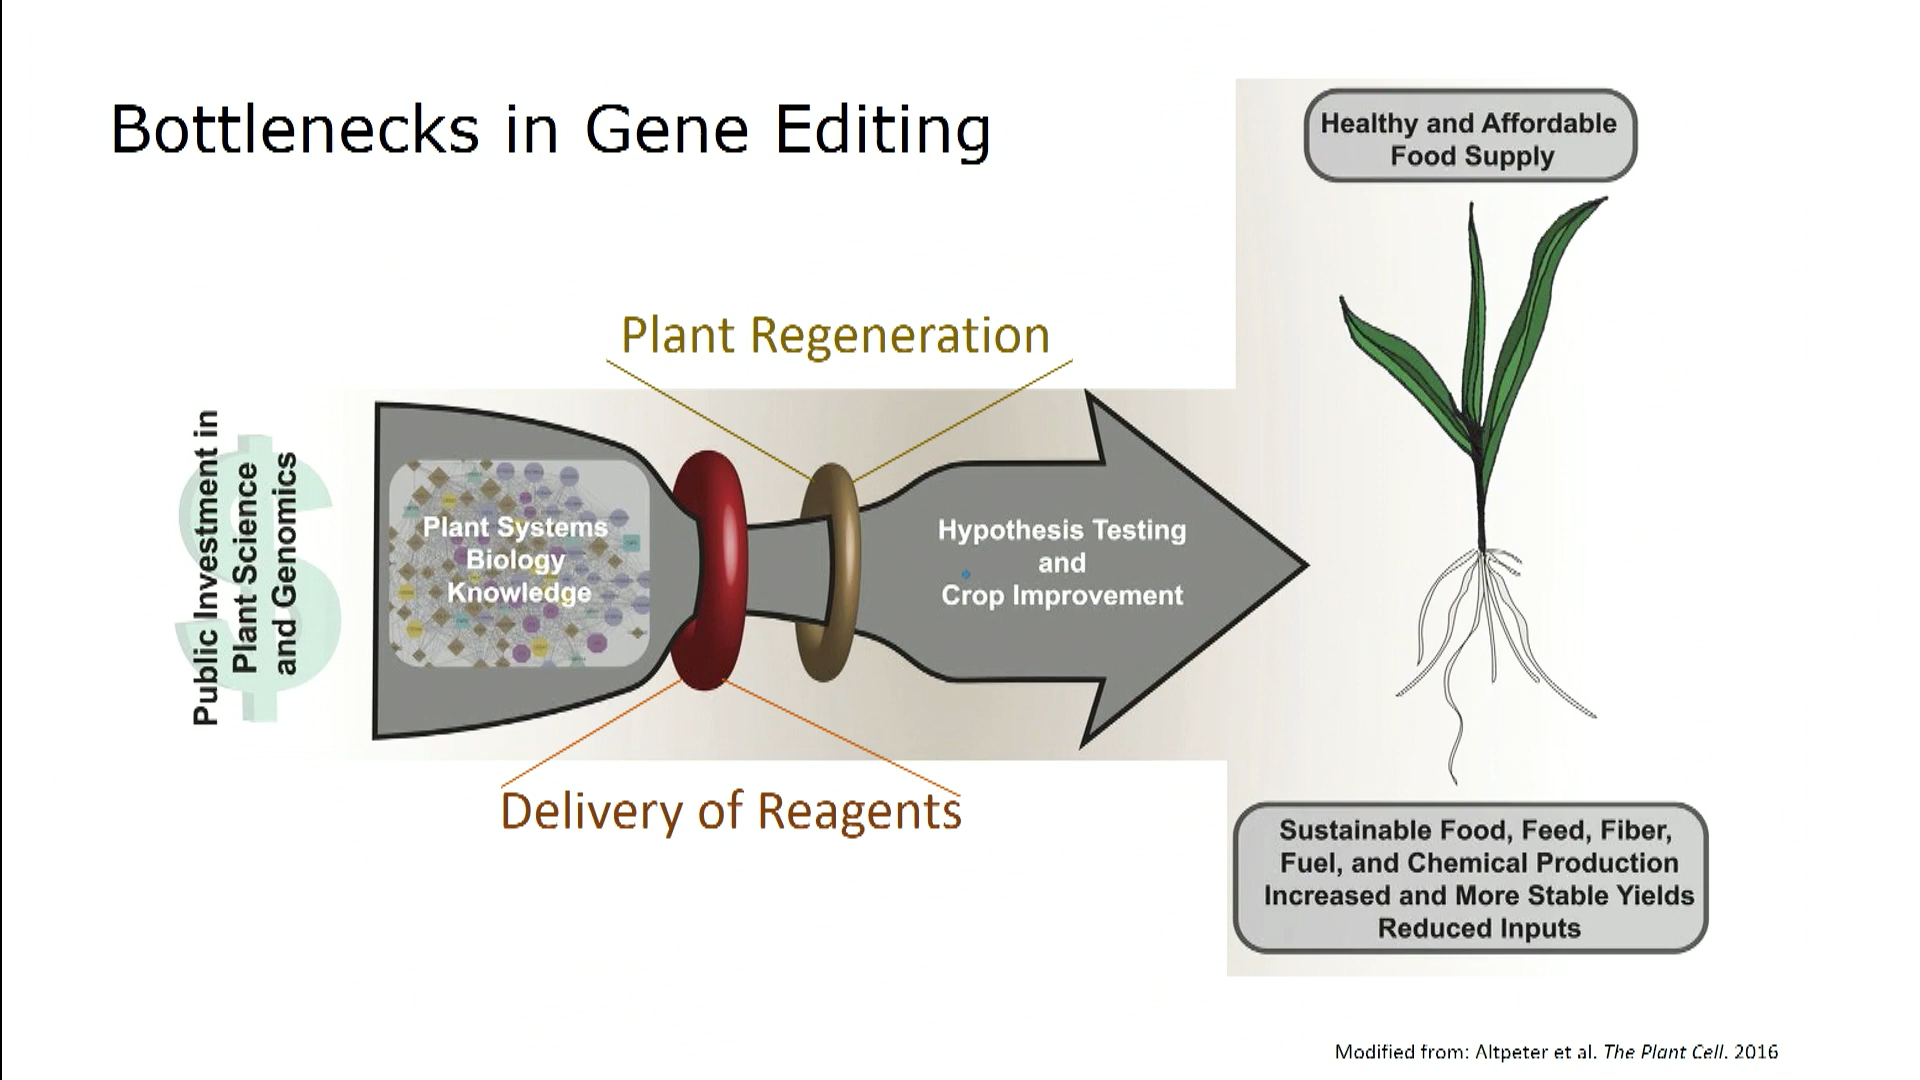 Bottlenecks in Gene Editing
Healthy and Affordable
Food Supply
Plant Regeneration
Public Investment in
Plant Science
and Genomics
Plant Systems
Biology
Knowledge
Hypothesis Testing
and
Crop Improvement
Delivery of Reagents
Sustainable Food, Feed, Fiber,
Fuel, and Chemical Production
Increased and More Stable Yields
Reduced Inputs
Modified from: Altpeter et al. The Plant Cell. 2016